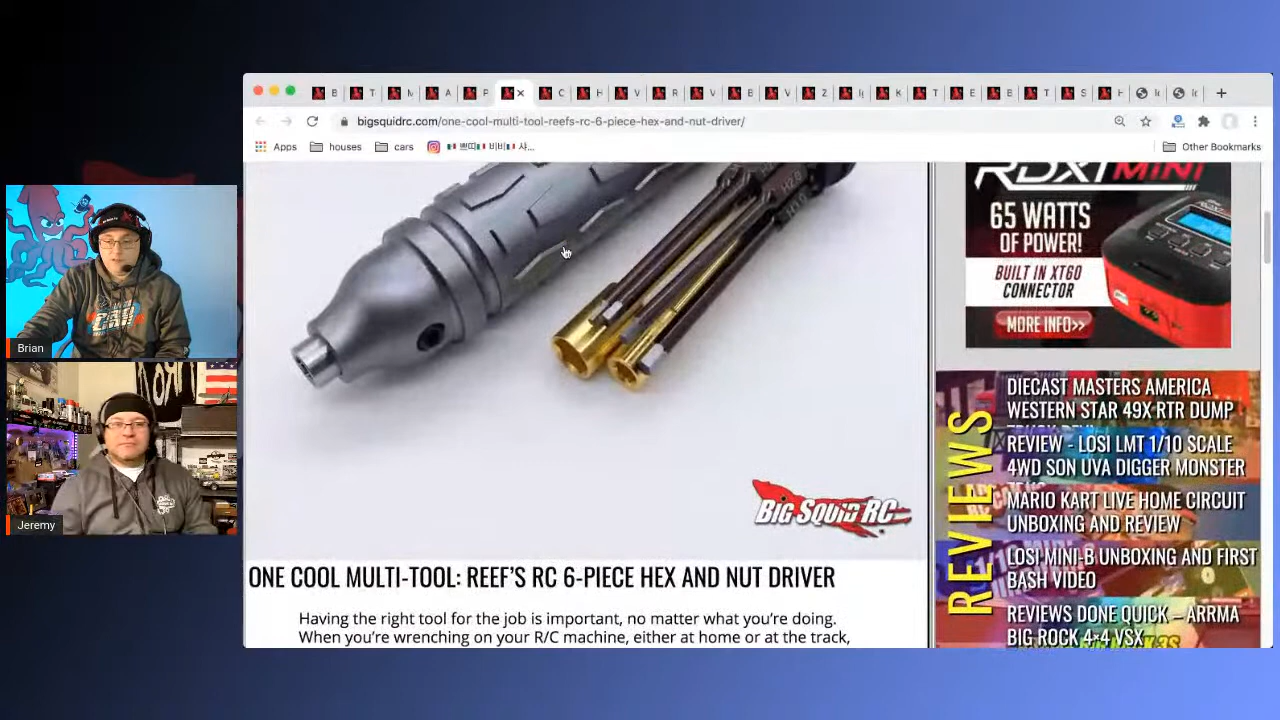 bigsquidrc.com/one-cool-multi-tool-reefs-rc-6-piece-hex-and-nut-driver/
Apps
houses
cars
Other Bookmarks
Brian
Jeremy
BIG SQUID RC
ONE COOL MULTI-TOOL: REEF'S RC 6-PIECE HEX AND NUT DRIVER
Having the right tool for the job is important, no matter what you're doing.
When you're wrenching on your R/C machine, either at home or at the track,
RDXT MINI
65 WATTS
OF POWER!
BUILT IN XT60
CONNECTOR
MORE INFO>>
REVIEWS
DIECAST MASTERS AMERICA
WESTERN STAR 49X RTR DUMP
REVIEW - LOSI LMT 1/10 SCALE
4WD SON UVA DIGGER MONSTER
MARIO KART LIVE HOME CIRCUIT
UNBOXING AND REVIEW
LOSI MINI-B UNBOXING AND FIRST
BASH VIDEO
REVIEWS DONE QUICK – ARRMA
BIG ROCK 4×4 VSX